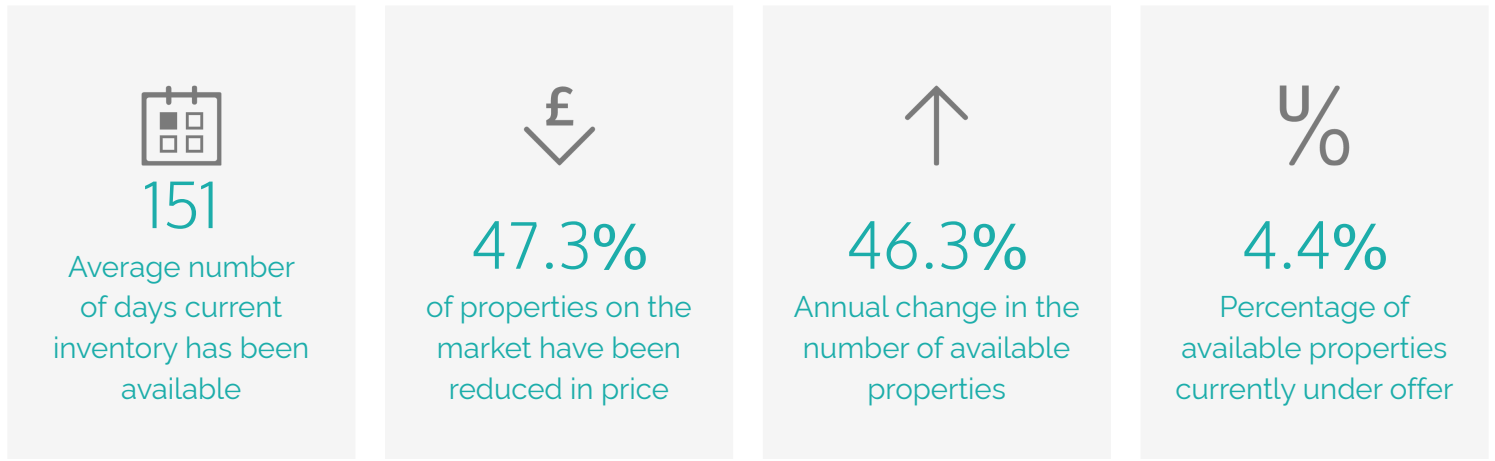 151
Average number
of days current
inventory has been
available
£
47.3%
of properties on the
market have been
reduced in price
46.3%
Annual change in the
number of available
properties
U%
4.4%
Percentage of
available properties
currently under offer